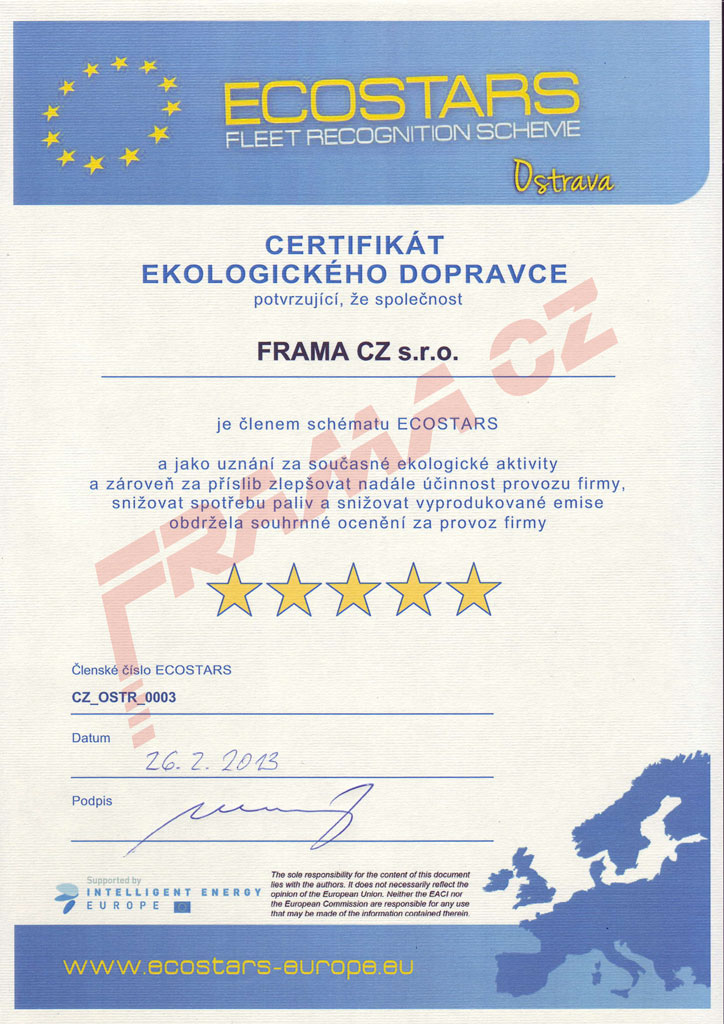 ECOSTARS
FLEET RECOGNITION SCHEME
Ostrava
CERTIFIKÁT
EKOLOGICKÉHO DOPRAVCE
potvrzující, že společnost
FRAMA CZ s.r.o.
FRAMA CZ
je členem schématu ECOSTARS
a jako uznání za současné ekologické aktivity
a zároveň za příslib zlepšovat nadále účinnost provozu firmy,
snižovat spotřebu paliv a snižovat vyprodukované emise
obdržela souhrnné ocenění za provoz firmy
Členské číslo ECOSTARS
CZ_OSTR_0003
Datum
26. 2. 2013
Podpis
Supported by
INTELLIGENT ENERGY
EUROPE
The sole responsibility for the content of this document
lies with the authors. It does not necessarily reflect the
opinion of the European Union. Neither the EACI nor
the European Commission are responsible for any use
that may be made of the information contained therein.
www.ecostars-europe.eu